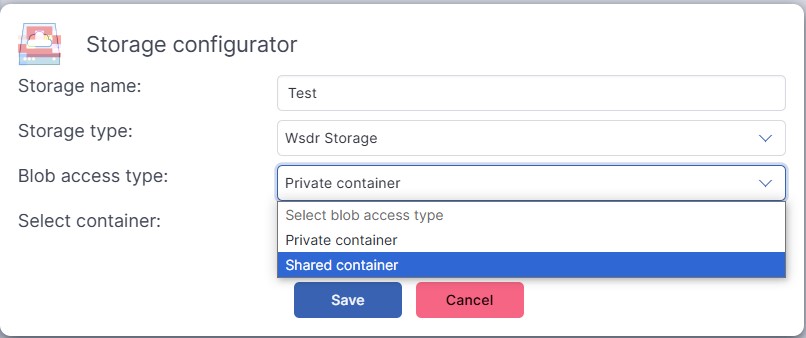 Storage configurator
Storage name:
Test
Storage type:
Wsdr Storage
Blob access type:
Private container
Select blob access type
Private container
Shared container
Select container:
Save
Cancel